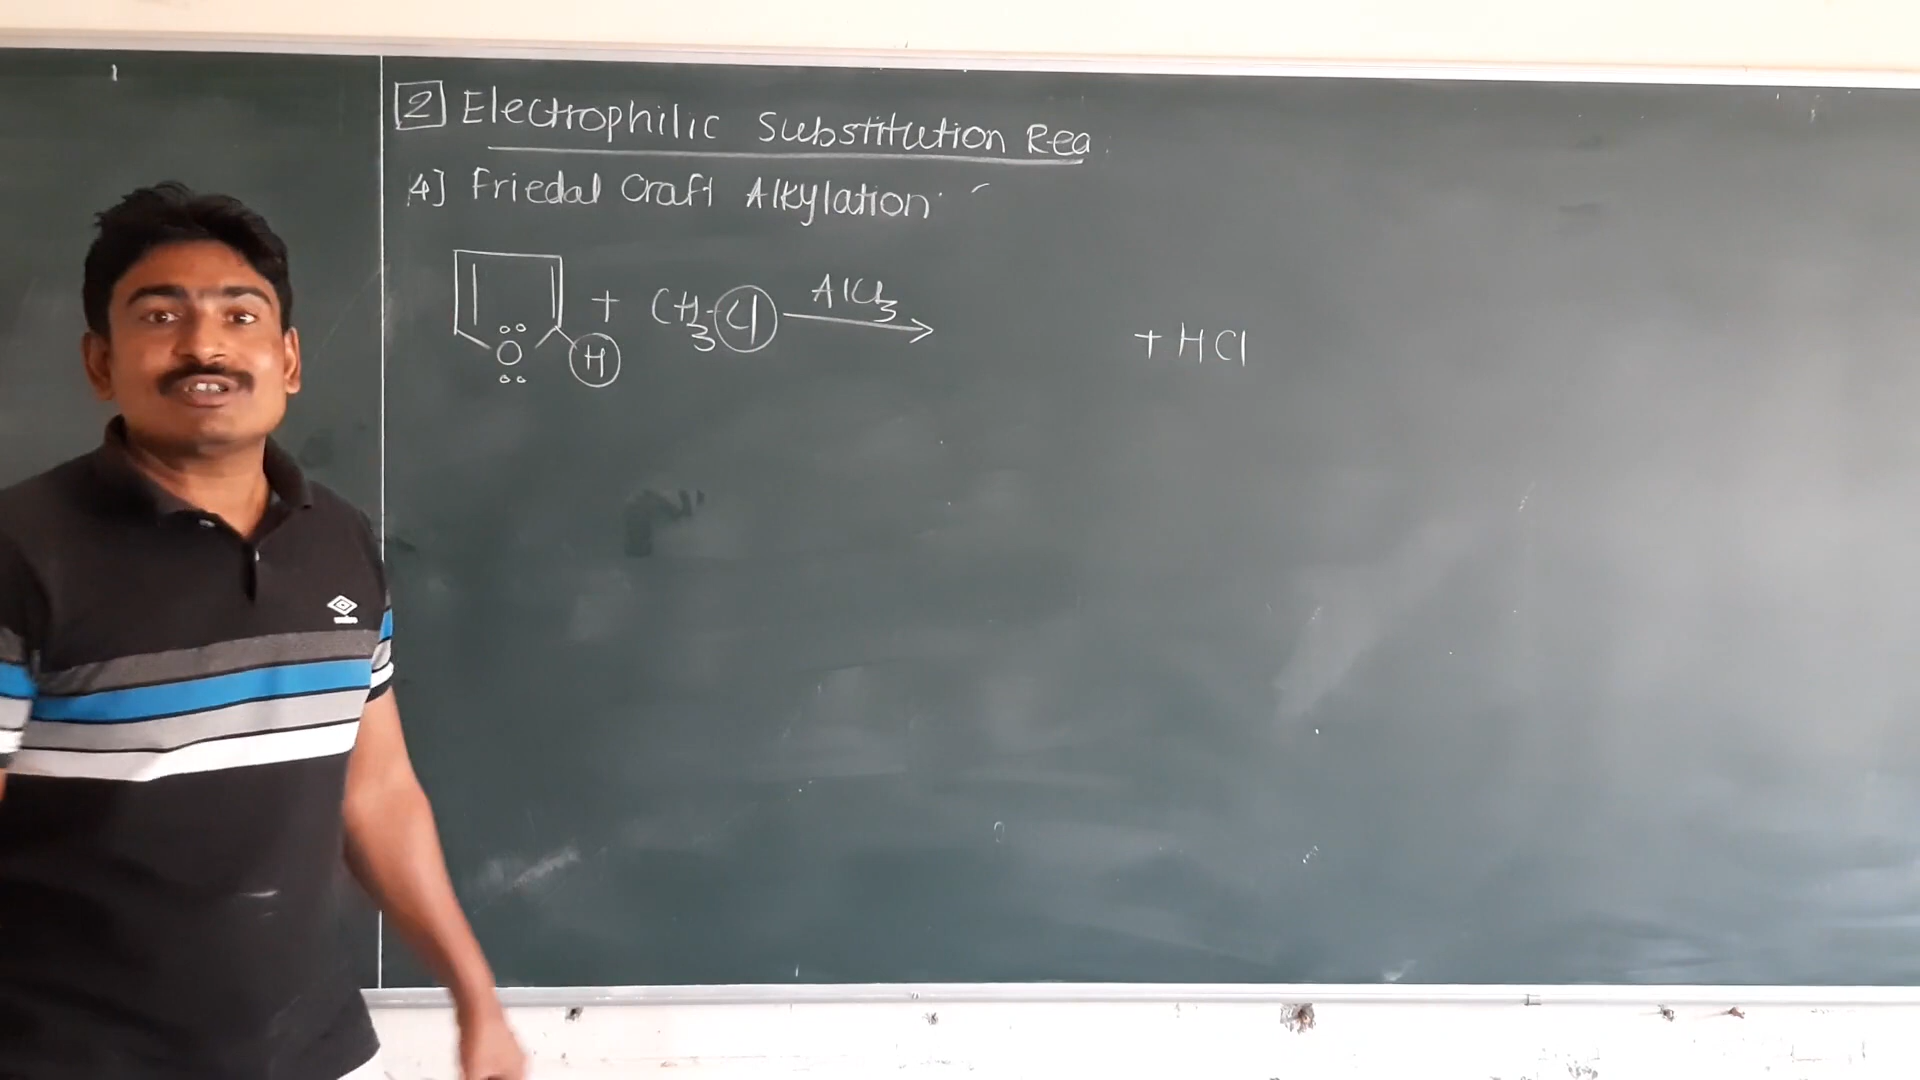 2 Electrophilic Substitution Rea.
4] Friedal Craft Alkylation.
O H + CH3-Cl AlCl3 + HCl